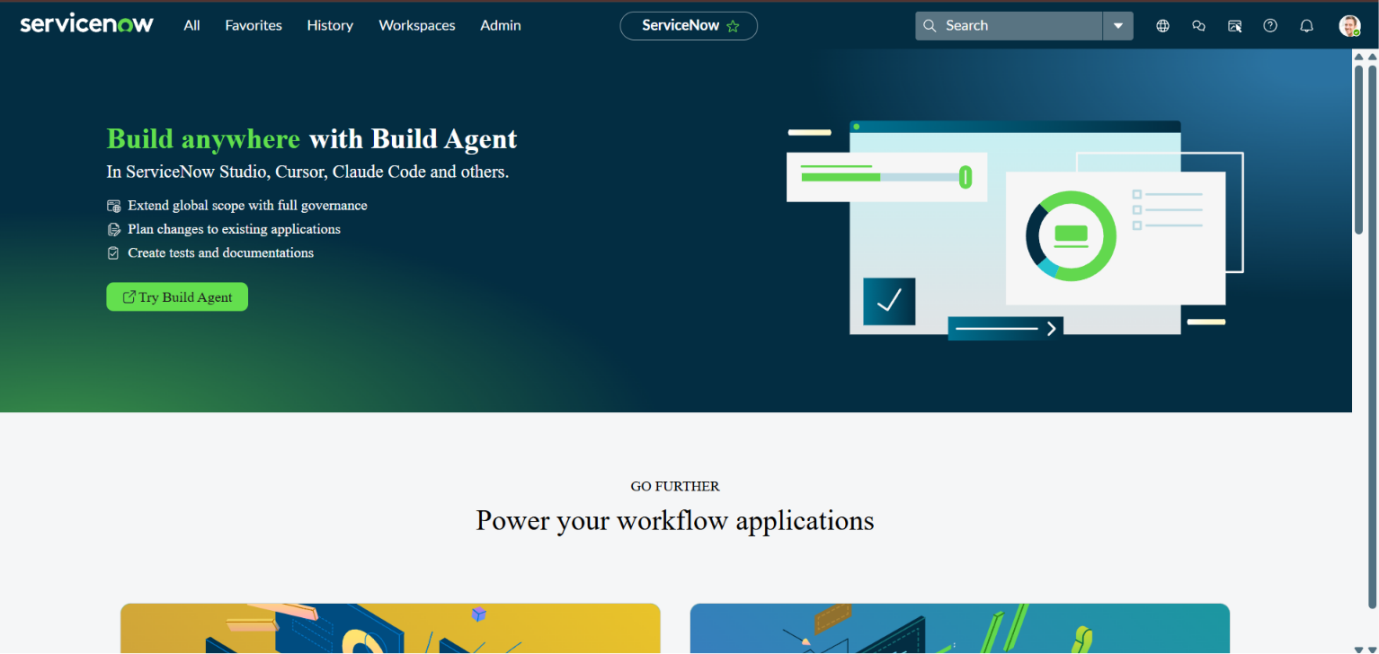 servicenow All Favorites History Workspaces Admin ServiceNow Search
Build anywhere with Build Agent
In ServiceNow Studio, Cursor, Claude Code and others.
Extend global scope with full governance
Plan changes to existing applications
Create tests and documentations
Try Build Agent
GO FURTHER
Power your workflow applications